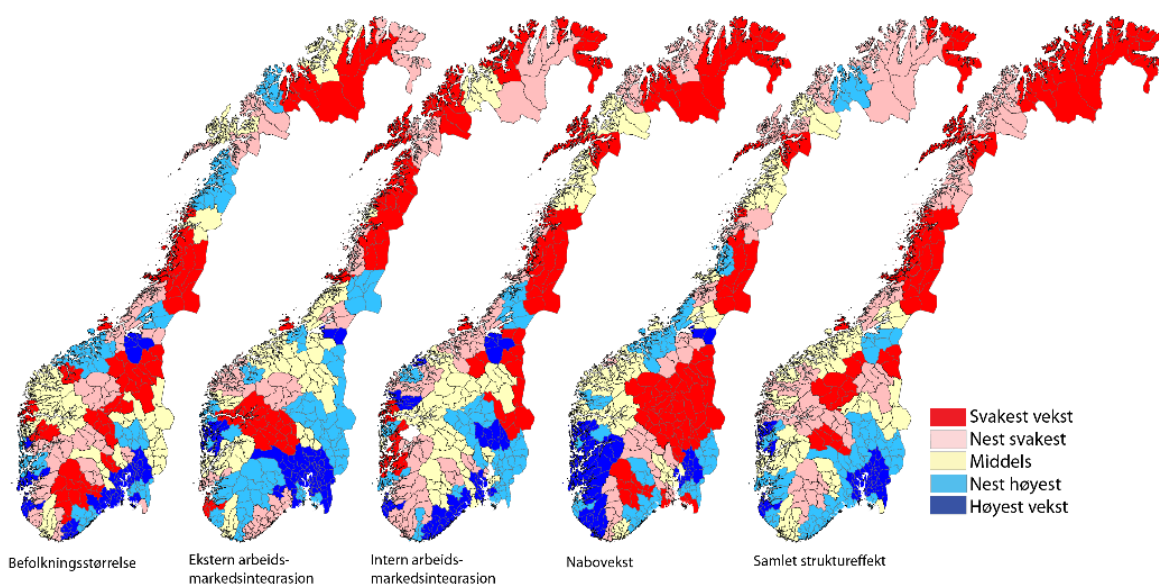 Svakest vekst
Nest svakest
Middels
Nest høyest
Høyest vekst
Befolkningsstørrelse
Ekstern arbeids-
markedsintegrasjon
Intern arbeids-
markedsintegrasjon
Nabovekst
Samlet struktureffekt